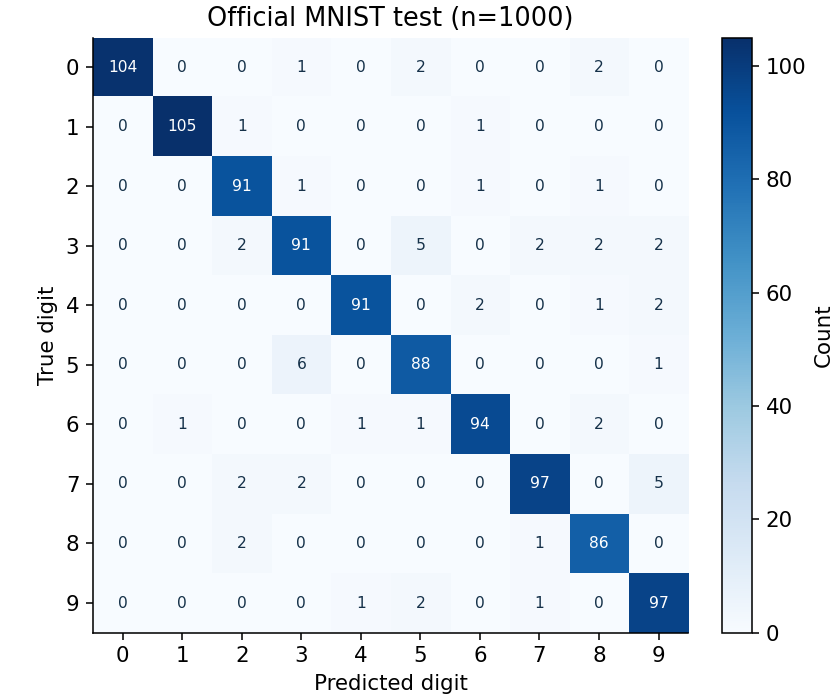 Official MNIST test (n=1000)
0 104 0 0 1 0 2 0 0 2 0
1 0 105 1 0 0 0 1 0 0 0
2 0 0 91 1 0 0 1 0 1 0
3 0 0 2 91 0 5 0 2 2 2
4 0 0 0 0 91 0 2 0 1 2
5 0 0 0 6 0 88 0 0 0 1
6 0 1 0 0 1 1 94 0 2 0
7 0 0 2 2 0 0 0 97 0 5
8 0 0 2 0 0 0 0 1 86 0
9 0 0 0 0 1 2 0 1 0 97
0 1 2 3 4 5 6 7 8 9
Predicted digit
True digit
100
80
60
40
20
0
Count